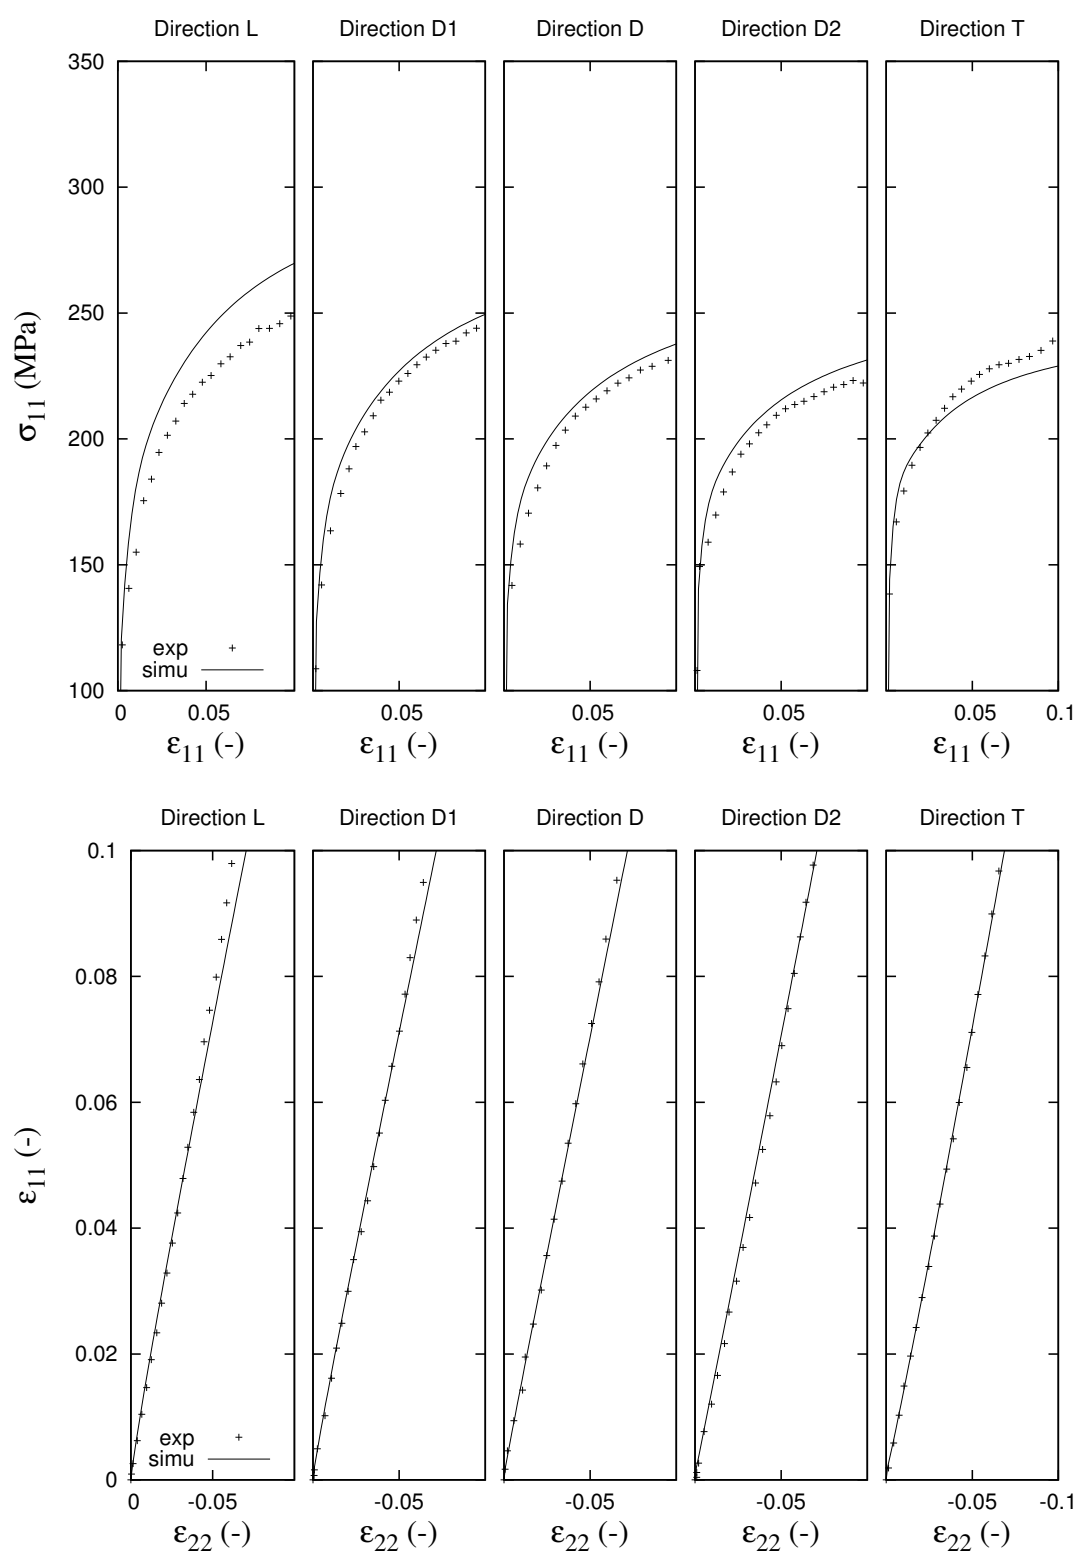 Direction L Direction D1 Direction D Direction D2 Direction T
350
300
250
200
150
100
σ11 (MPa)
exp
simu
0 0.05 0.05 0.05 0.05 0.05 0.1
ε11 (-) ε11 (-) ε11 (-) ε11 (-) ε11 (-)
Direction L Direction D1 Direction D Direction D2 Direction T
0.1
0.08
0.06
0.04
0.02
0
ε11 (-)
exp
simu
0 -0.05 -0.05 -0.05 -0.05 -0.05 -0.1
ε22 (-) ε22 (-) ε22 (-) ε22 (-) ε22 (-)